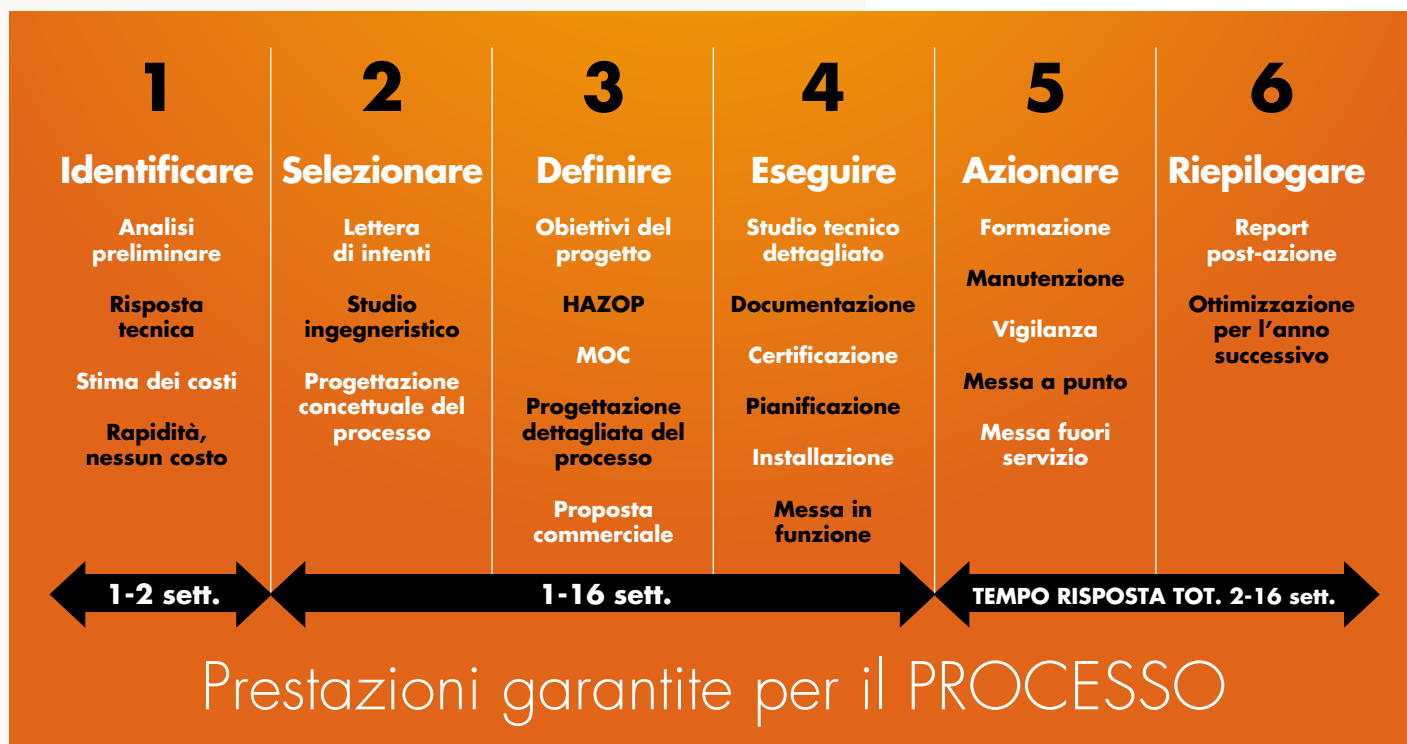 1
Identificare
Analisi
preliminare
Risposta
tecnica
Stima dei costi
Rapidità,
nessun costo
2
Selezionare
Lettera
di intenti
Studio
ingegneristico
Progettazione
concettuale del
processo
3
Definire
Obiettivi del
progetto
HAZOP
MOC
Progettazione
dettagliata del
processo
Proposta
commerciale
4
Eseguire
Studio tecnico
dettagliato
Documentazione
Certificazione
Pianificazione
Installazione
Messa in
funzione
5
Azionare
Formazione
Manutenzione
Vigilanza
Messa a punto
Messa fuori
servizio
6
Riepilogare
Report
post-azione
Ottimizzazione
per l'anno
successivo
1-2 sett.
1-16 sett.
TEMPO RISPOSTA TOT. 2-16 sett.
Prestazioni garantite per il PROCESSO